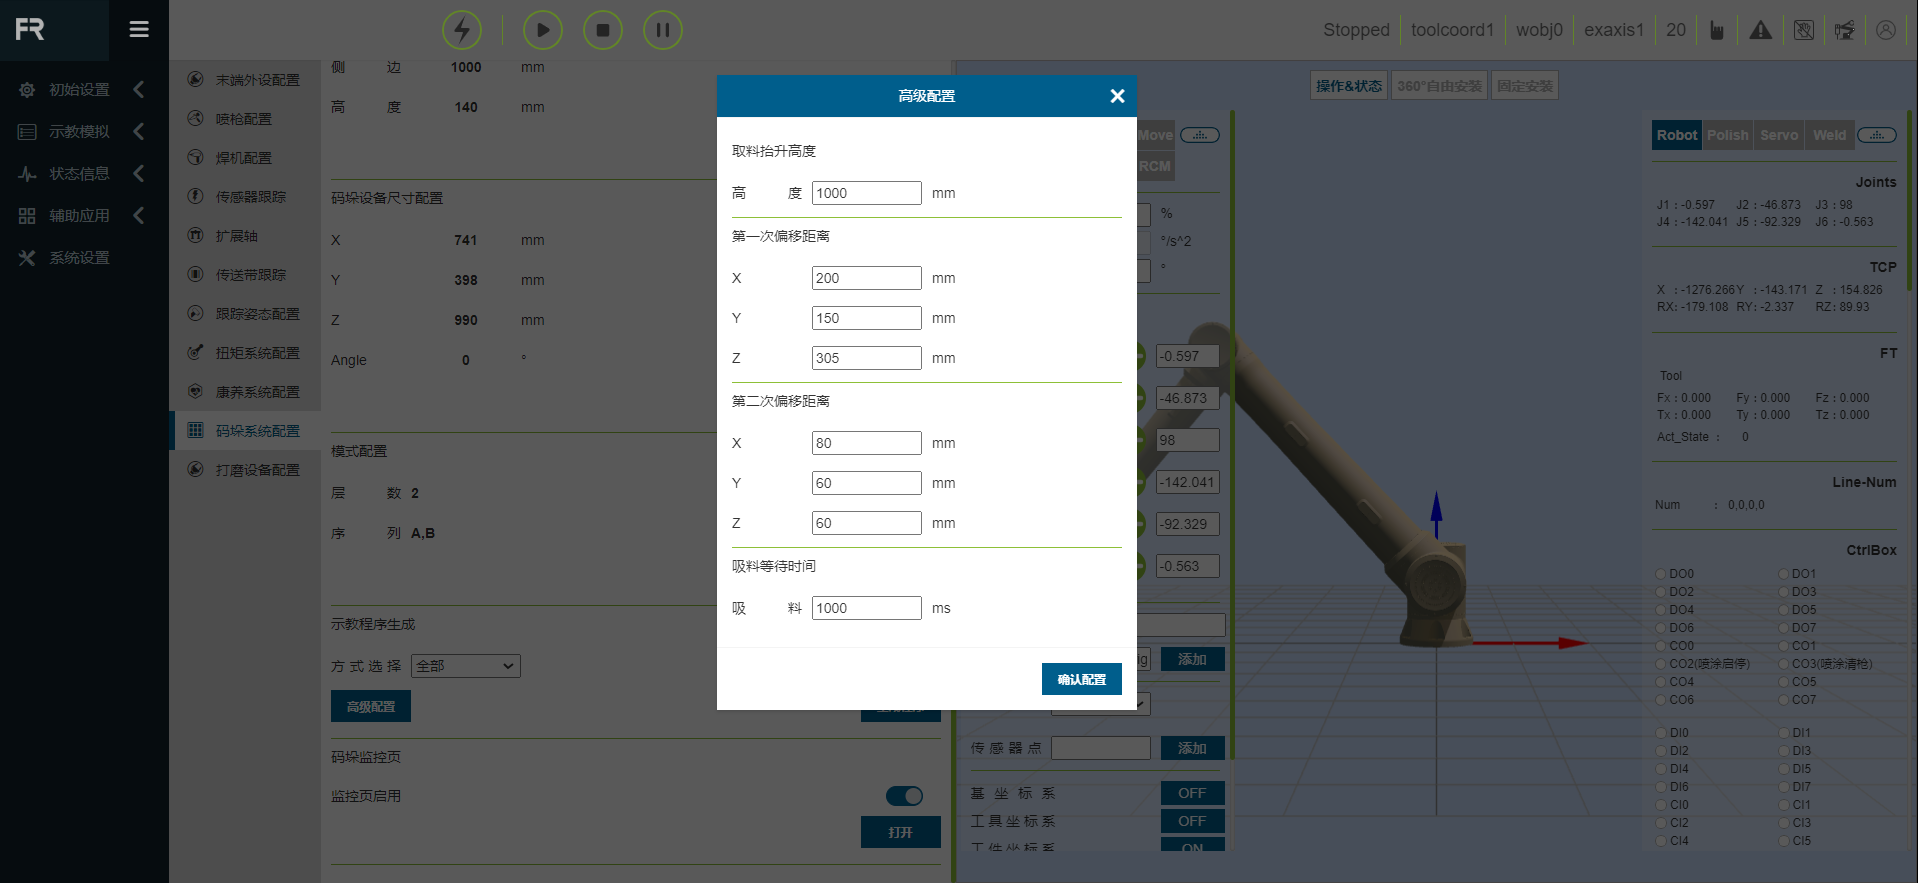 FR
Stopped
toolcoord1
wobj0
exaxis1
20
初始设置
示教模拟
状态信息
辅助应用
系统设置
末端外设配置
喷枪配置
焊机配置
传感器跟踪
扩展轴
传送带跟踪
跟踪姿态配置
扭矩系统配置
康养系统配置
码垛系统配置
打磨设备配置
侧 边 1000 mm
高 度 140 mm
码垛设备尺寸配置
X 741 mm
Y 398 mm
Z 990 mm
Angle 0 °
模式配置
层 数 2
序 列 A,B
示教程序生成
方式选择 全部
高级配置
码垛监控页
监控页启用
打开
高级配置
取料抬升高度
高 度 1000 mm
第一次偏移距离
X 200 mm
Y 150 mm
Z 305 mm
第二次偏移距离
X 80 mm
Y 60 mm
Z 60 mm
吸料等待时间
吸 料 1000 ms
确认配置
操作&状态 360°自由安装 固定安装
Move
RCM
%
°/s^2
°
-0.597
-46.873
98
-142.041
-92.329
-0.563
添加
传感器点 添加
基坐标系 OFF
工具坐标系 OFF
工件坐标系 ON
Robot Polish Servo Weld
Joints
J1 : -0.597 J2 : -46.873 J3 : 98
J4 : -142.041 J5 : -92.329 J6 : -0.563
TCP
X : -1276.266 Y : -143.171 Z : 154.826
RX: -179.108 RY: -2.337 RZ: 89.93
FT
Tool
Fx : 0.000 Fy : 0.000 Fz : 0.000
Tx : 0.000 Ty : 0.000 Tz : 0.000
Act_State : 0
Line-Num
Num : 0,0,0,0
CtrlBox
DO0 DO1
DO2 DO3
DO4 DO5
DO6 DO7
CO0 CO1
CO2(喷涂启停) CO3(喷涂清枪)
CO4 CO5
CO6 CO7
DI0 DI1
DI2 DI3
DI4 DI5
DI6 DI7
CI0 CI1
CI2 CI3
CI4 CI5